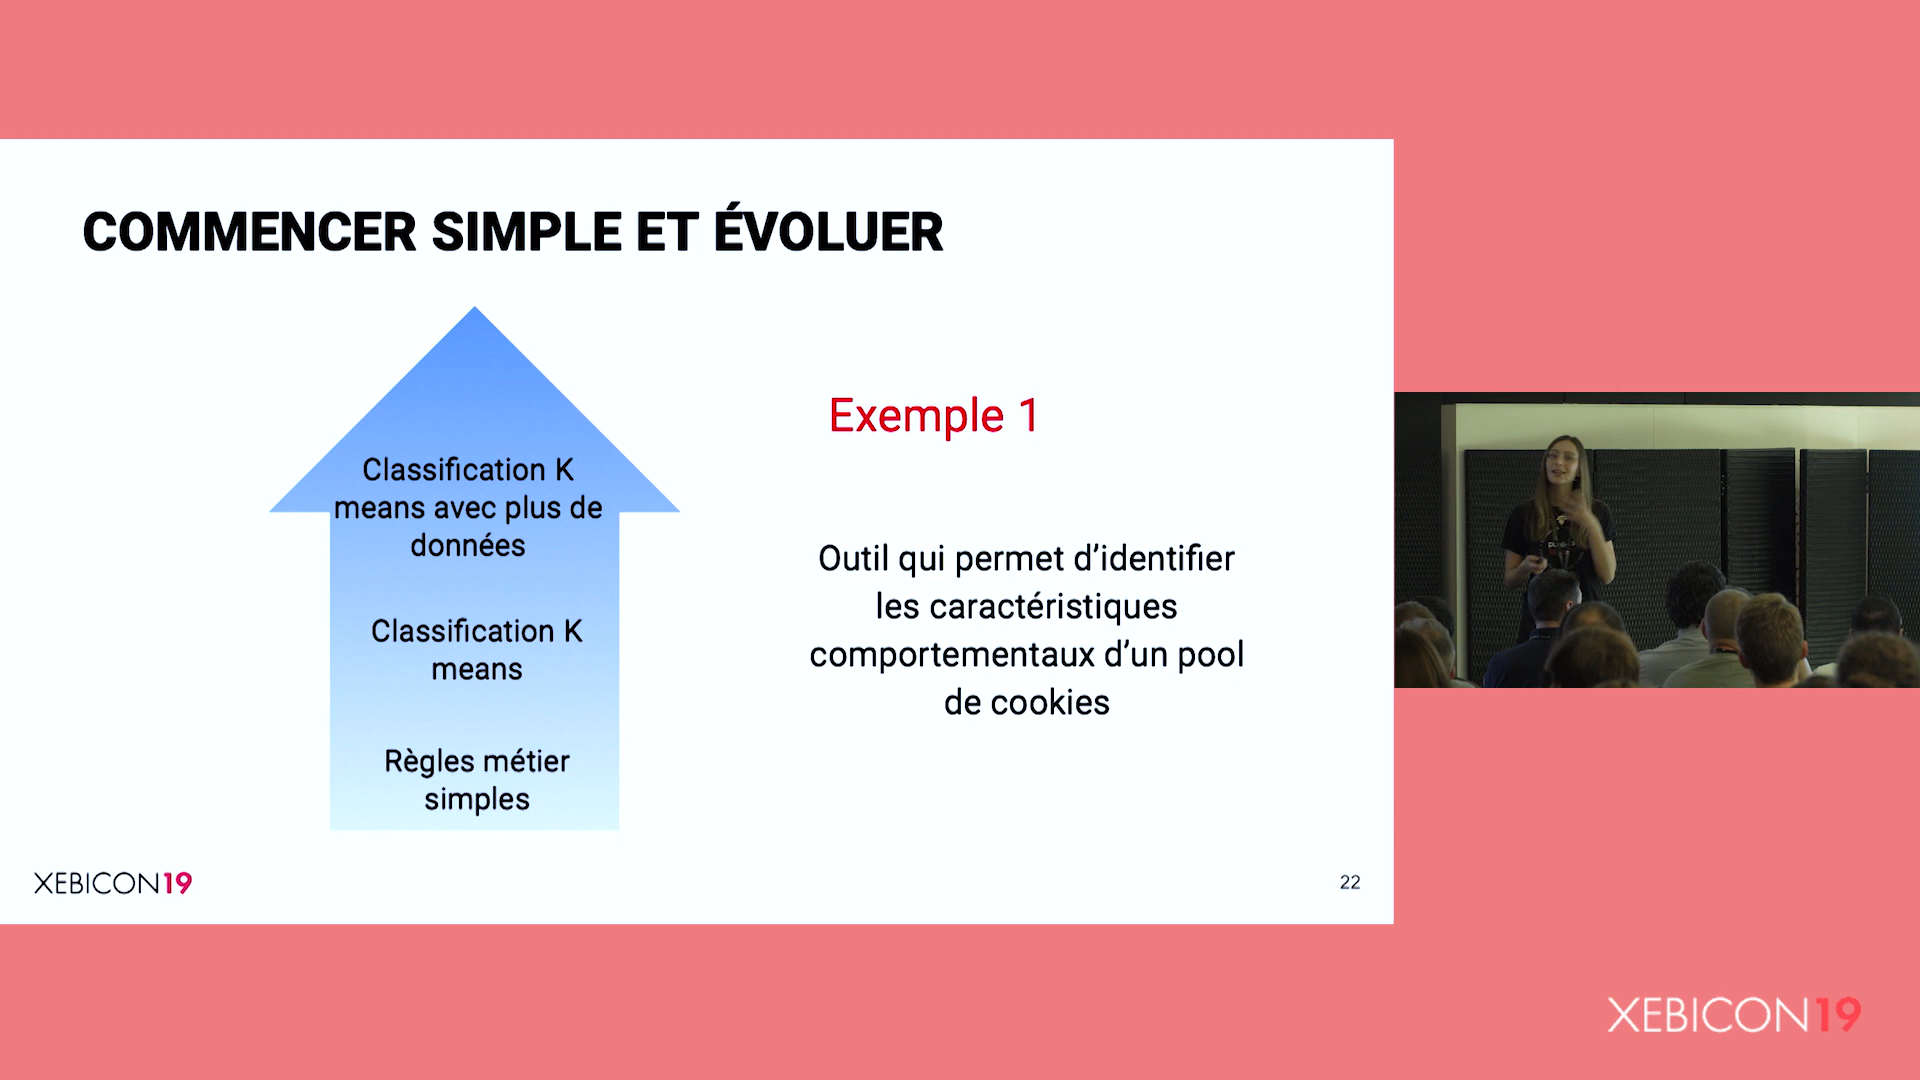 COMMENCER SIMPLE ET ÉVOLUER
Classification K
means avec plus de
données
Classification K
means
Règles métier
simples
Exemple 1
Outil qui permet d’identifier
les caractéristiques
comportementaux d’un pool
de cookies
XEBICON19
22
XEBICON19